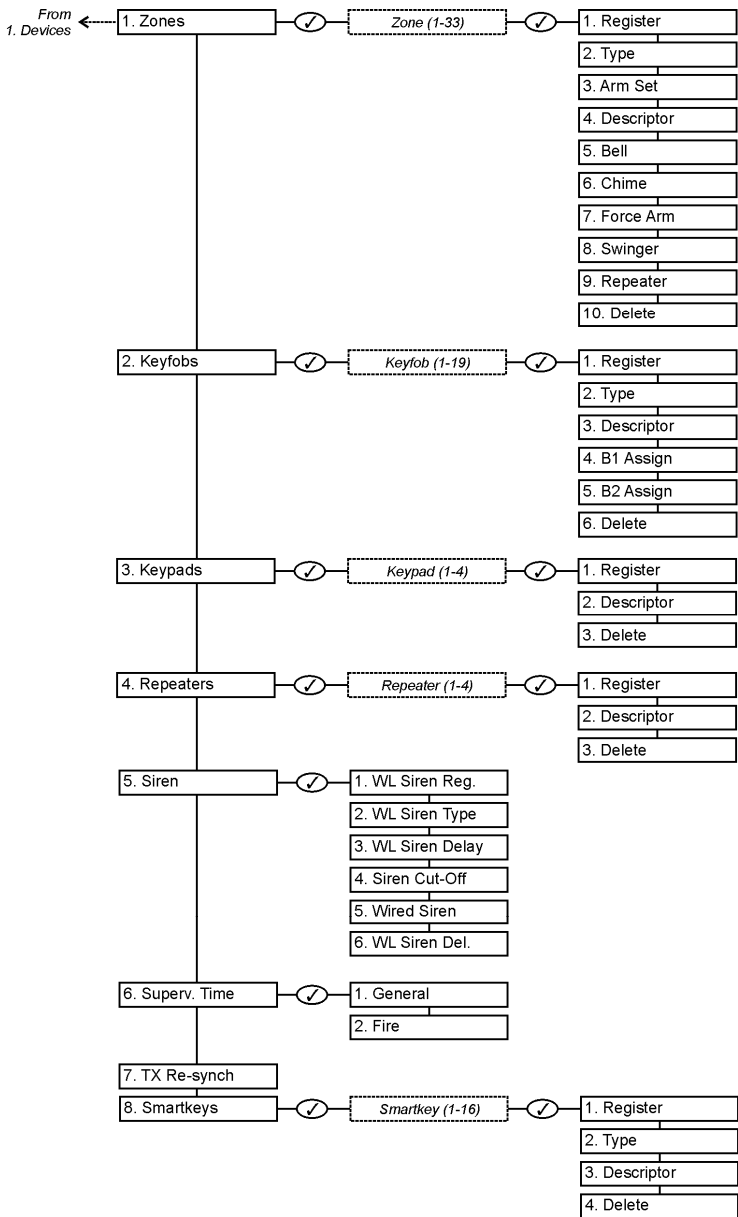 From
1. Devices
1. Zones
✓
Zone (1-33)
✓
1. Register
2. Type
3. Arm Set
4. Descriptor
5. Bell
6. Chime
7. Force Arm
8. Swinger
9. Repeater
10. Delete
2. Keyfobs
✓
Keyfob (1-19)
✓
1. Register
2. Type
3. Descriptor
4. B1 Assign
5. B2 Assign
6. Delete
3. Keypads
✓
Keypad (1-4)
✓
1. Register
2. Descriptor
3. Delete
4. Repeaters
✓
Repeater (1-4)
✓
1. Register
2. Descriptor
3. Delete
5. Siren
✓
1. WL Siren Reg.
2. WL Siren Type
3. WL Siren Delay
4. Siren Cut-Off
5. Wired Siren
6. WL Siren Del.
6. Superv. Time
✓
1. General
2. Fire
7. TX Re-synch
8. Smartkeys
✓
Smartkey (1-16)
✓
1. Register
2. Type
3. Descriptor
4. Delete